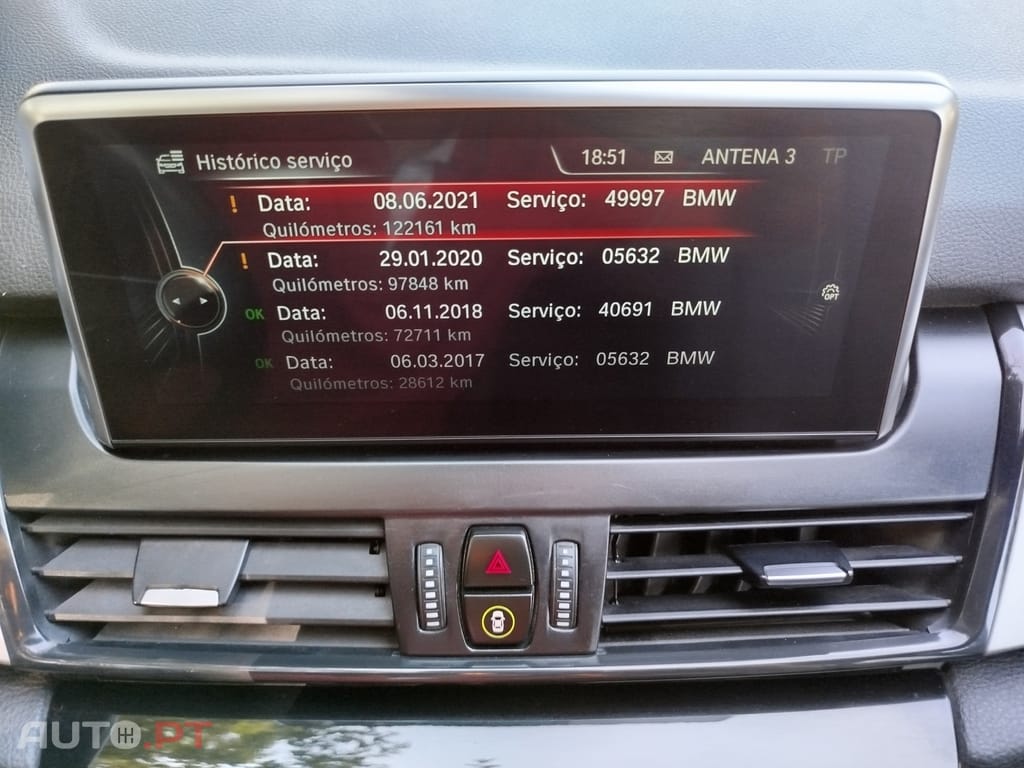 Histórico serviço 18:51 ANTENA 3 TP
! Data: 08.06.2021 Serviço: 49997 BMW
Quilómetros: 122161 km
! Data: 29.01.2020 Serviço: 05632 BMW
Quilómetros: 97848 km
OK Data: 06.11.2018 Serviço: 40691 BMW
Quilómetros: 72711 km
OK Data: 06.03.2017 Serviço: 05632 BMW
Quilómetros: 28612 km
OPT
AUTO.PT